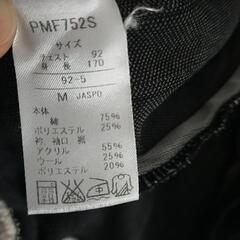 PMF752S
サイズ
ウェスト 92
身長 170
92-5
M JASPO
本体
綿 75%
ポリエステル 25%
衿、袖口、裾
アクリル 55%
ウール 25%
ポリエステル 20%